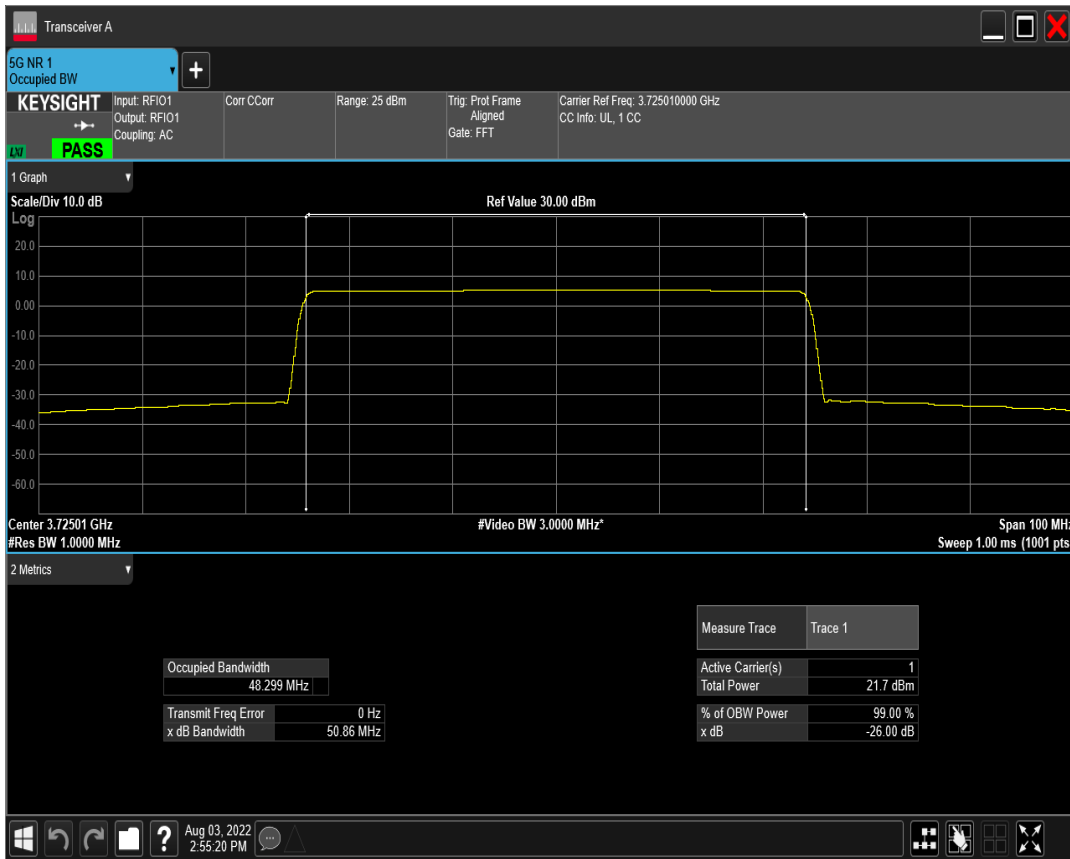 Transceiver A
5G NR 1
Occupied BW
KEYSIGHT
LXI
PASS
Input: RFIO1
Output: RFIO1
Coupling: AC
Corr CCorr
Range: 25 dBm
Trig: Prot Frame
Aligned
Gate: FFT
Carrier Ref Freq: 3.725010000 GHz
CC Info: UL, 1 CC
1 Graph
Scale/Div 10.0 dB
Ref Value 30.00 dBm
Log
20.0
10.0
0.00
-10.0
-20.0
-30.0
-40.0
-50.0
-60.0
Center 3.72501 GHz
#Video BW 3.0000 MHz*
Span 100 MHz
#Res BW 1.0000 MHz
Sweep 1.00 ms (1001 pts
2 Metrics
Measure Trace Trace 1
Occupied Bandwidth
48.299 MHz
Active Carrier(s) 1
Total Power 21.7 dBm
Transmit Freq Error 0 Hz
x dB Bandwidth 50.86 MHz
% of OBW Power 99.00 %
x dB -26.00 dB
Aug 03, 2022
2:55:20 PM